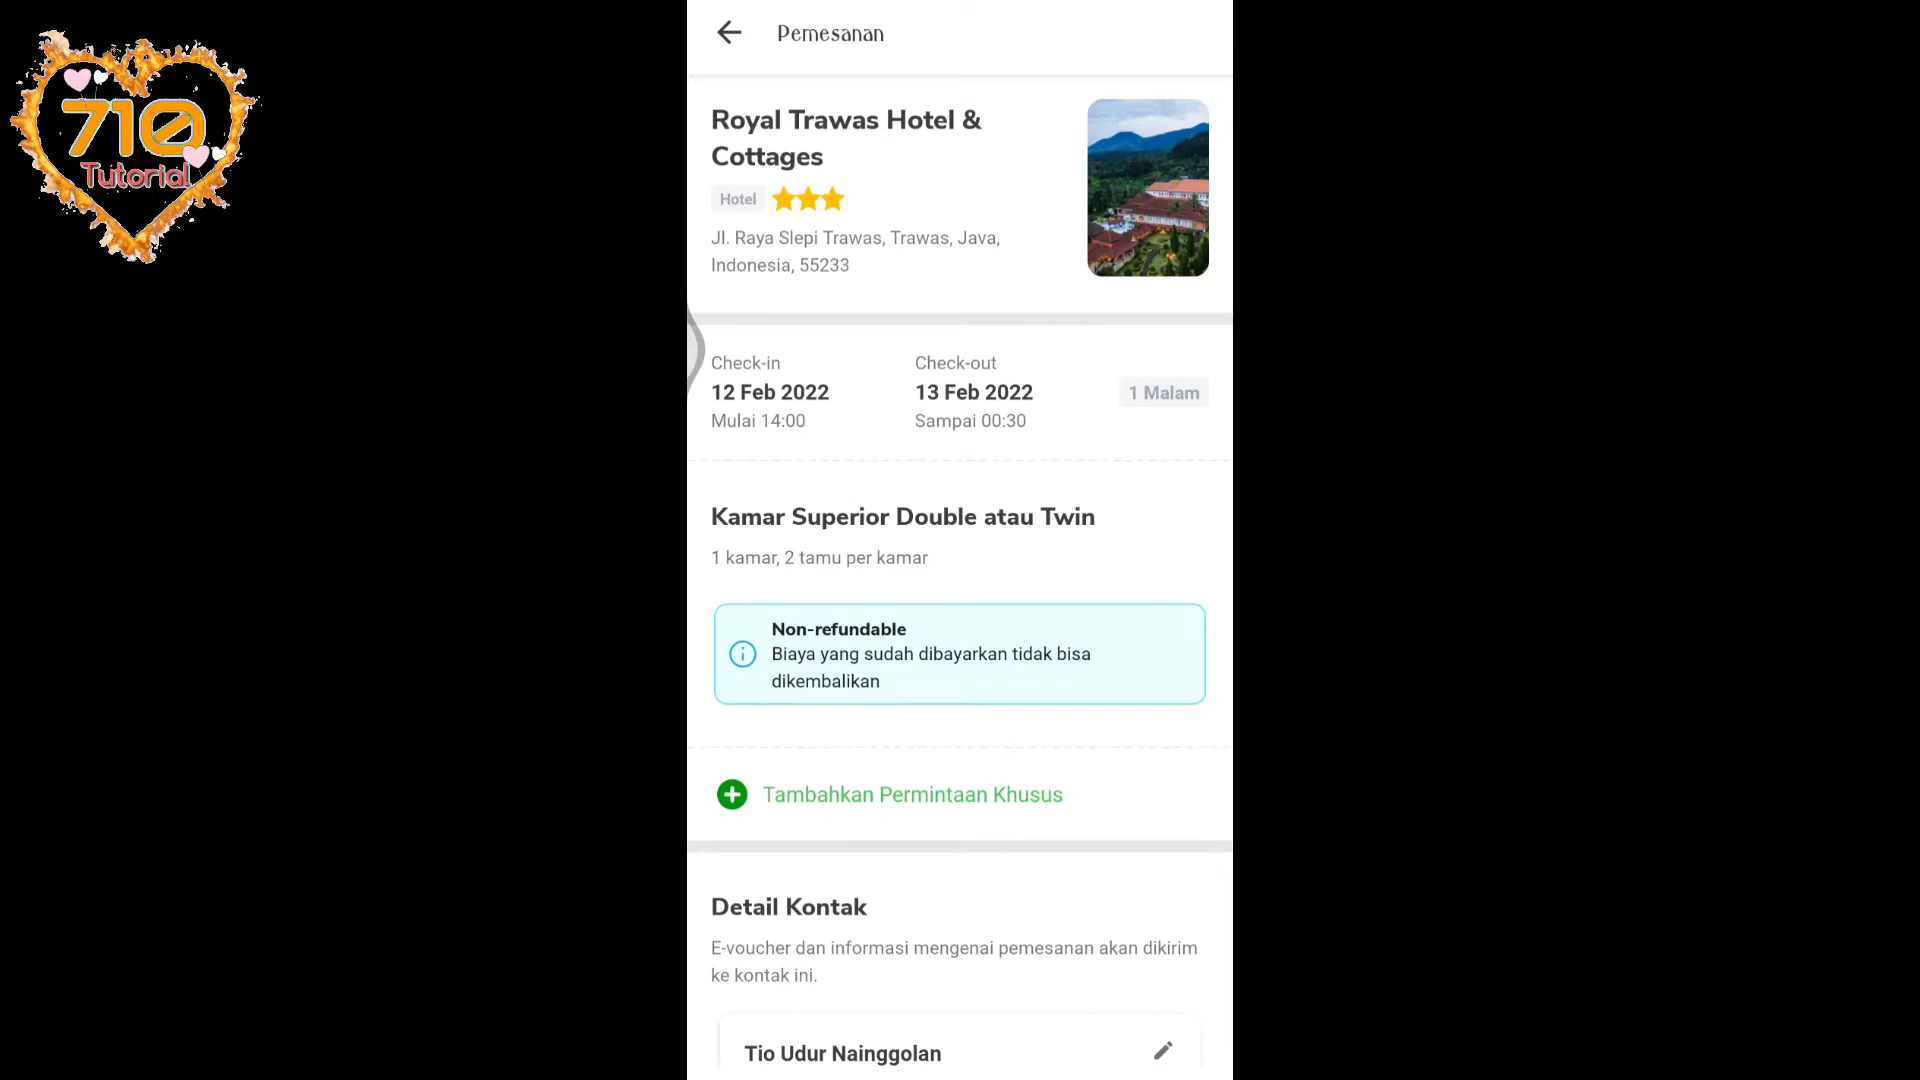 710
Tutorial
Pemesanan
Royal Trawas Hotel &
Cottages
Hotel
Jl. Raya Slepi Trawas, Trawas, Java,
Indonesia, 55233
Check-in
12 Feb 2022
Mulai 14:00
Check-out
13 Feb 2022
Sampai 00:30
1 Malam
Kamar Superior Double atau Twin
1 kamar, 2 tamu per kamar
Non-refundable
Biaya yang sudah dibayarkan tidak bisa
dikembalikan
Tambahkan Permintaan Khusus
Detail Kontak
E-voucher dan informasi mengenai pemesanan akan dikirim
ke kontak ini.
Tio Udur Nainggolan